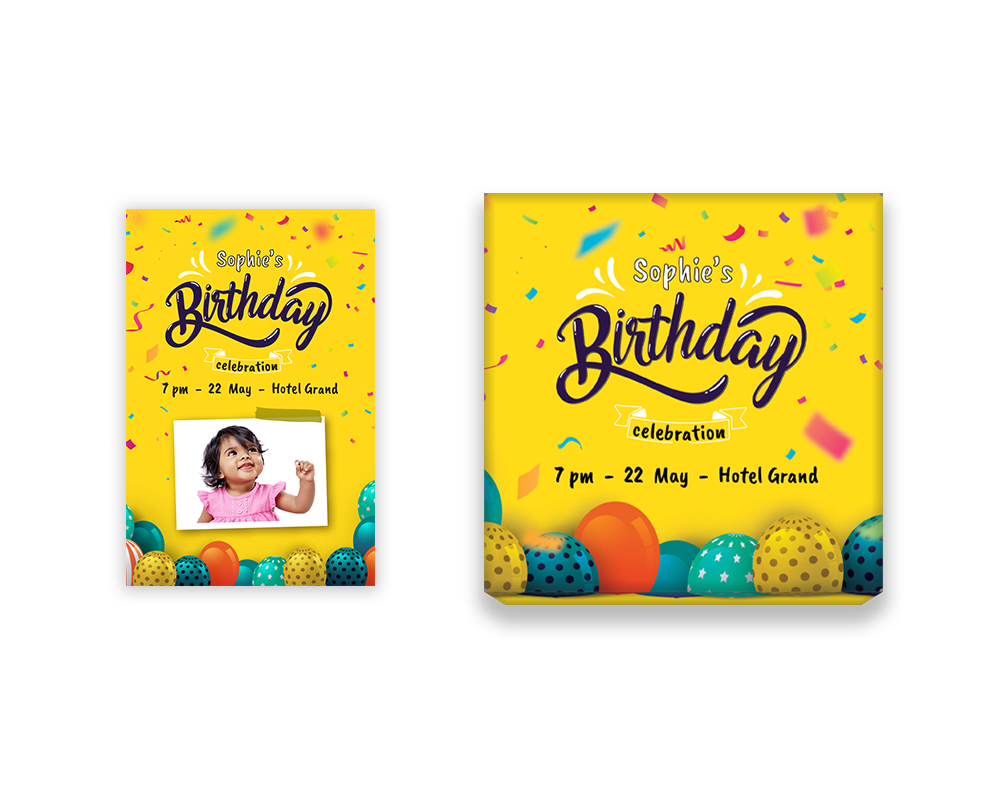 Sophie's
Birthday
celebration
7 pm - 22 May - Hotel Grand
Sophie's
Birthday
celebration
7 pm - 22 May - Hotel Grand